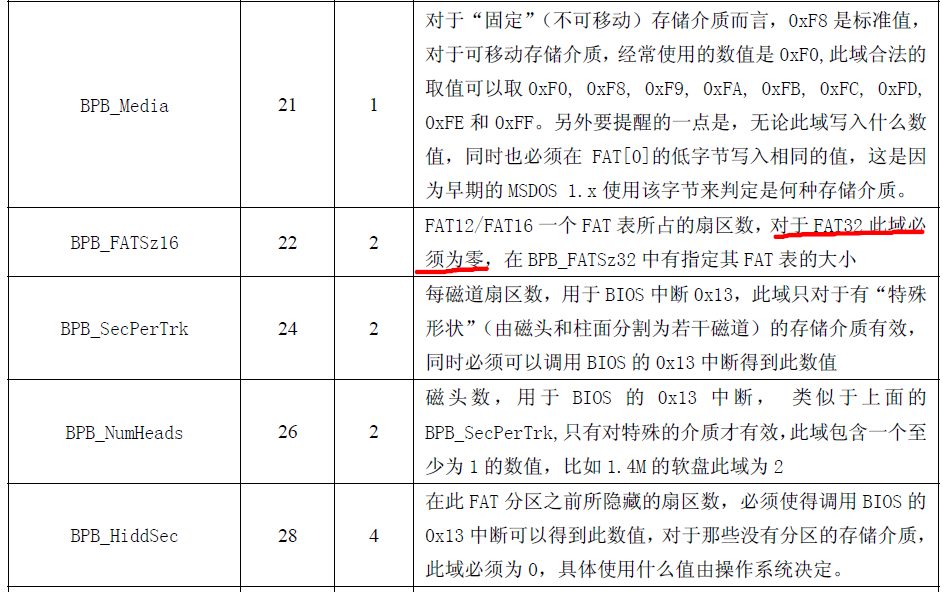 对于“固定”(不可移动)存储介质而言，0xF8 是标准值，
对于可移动存储介质，经常使用的数值是 0xF0,此域合法的
取值可以取 0xF0, 0xF8, 0xF9, 0xFA, 0xFB, 0xFC, 0xFD,
BPB_Media 21 1
0xFE 和 0xFF。另外要提醒的一点是，无论此域写入什么数
值，同时也必须在 FAT[0]的低字节写入相同的值，这是因
为早期的 MSDOS 1.x 使用该字节来判定是何种存储介质。
BPB_FATSz16 22 2
FAT12/FAT16 一个 FAT 表所占的扇区数，对于 FAT32 此域必
须为零，在 BPB_FATSz32 中有指定其 FAT 表的大小
BPB_SecPerTrk 24 2
每磁道扇区数，用于 BIOS 中断 0x13，此域只对于有“特殊
形状”(由磁头和柱面分割为若干磁道)的存储介质有效，
同时必须可以调用 BIOS 的 0x13 中断得到此数值
BPB_NumHeads 26 2
磁头数，用于 BIOS 的 0x13 中断， 类似于上面的
BPB_SecPerTrk,只有对特殊的介质才有效，此域包含一个至
少为 1 的数值，比如 1.4M 的软盘此域为 2
BPB_HiddSec 28 4
在此 FAT 分区之前所隐藏的扇区数，必须使得调用 BIOS 的
0x13 中断可以得到此数值，对于那些没有分区的存储介质，
此域必须为 0，具体使用什么值由操作系统决定。